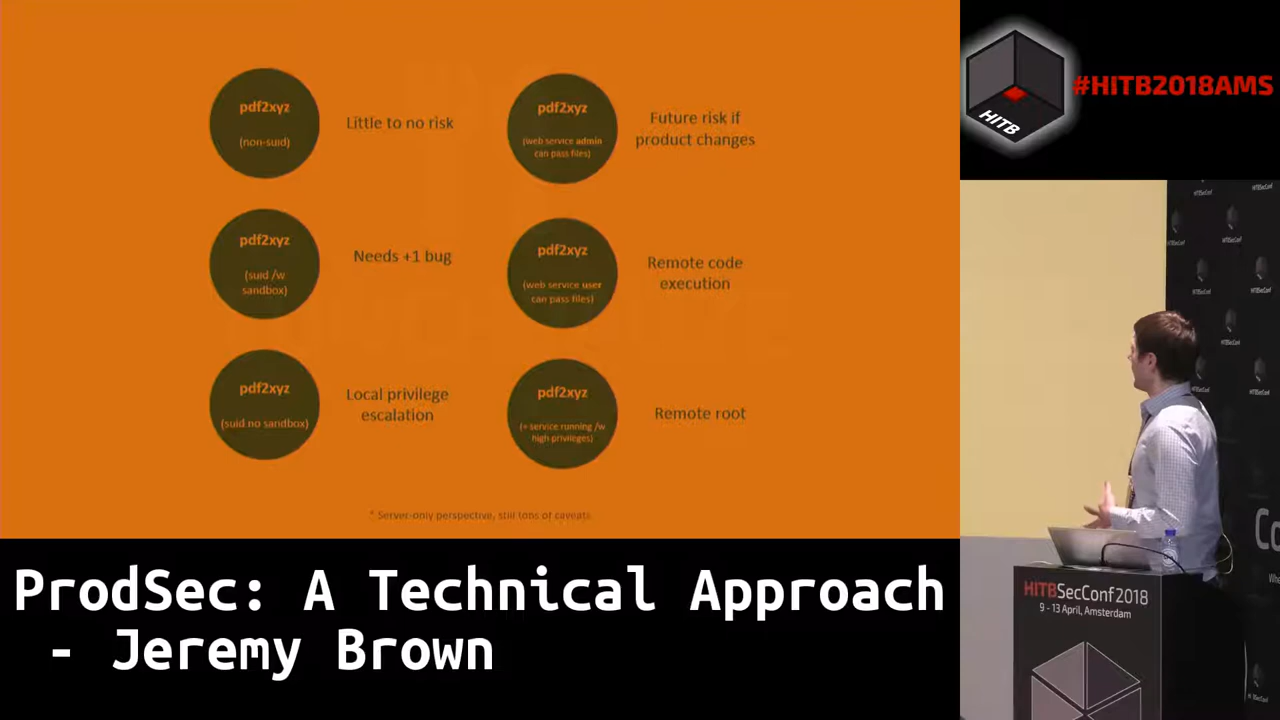 pdf2xyz
(non-suid)
Little to no risk
pdf2xyz
(web service admin
can pass files)
Future risk if
product changes
pdf2xyz
(suid /w
sandbox)
Needs +1 bug
pdf2xyz
(web service user
can pass files)
Remote code
execution
pdf2xyz
(suid no sandbox)
Local privilege
escalation
pdf2xyz
(+ service running /w
high privileges)
Remote root
* Server-only perspective, still tons of caveats
ProdSec: A Technical Approach
- Jeremy Brown
HITB
#HITB2018AMS
HITBSecConf 2018
9 - 13 April, Amsterdam